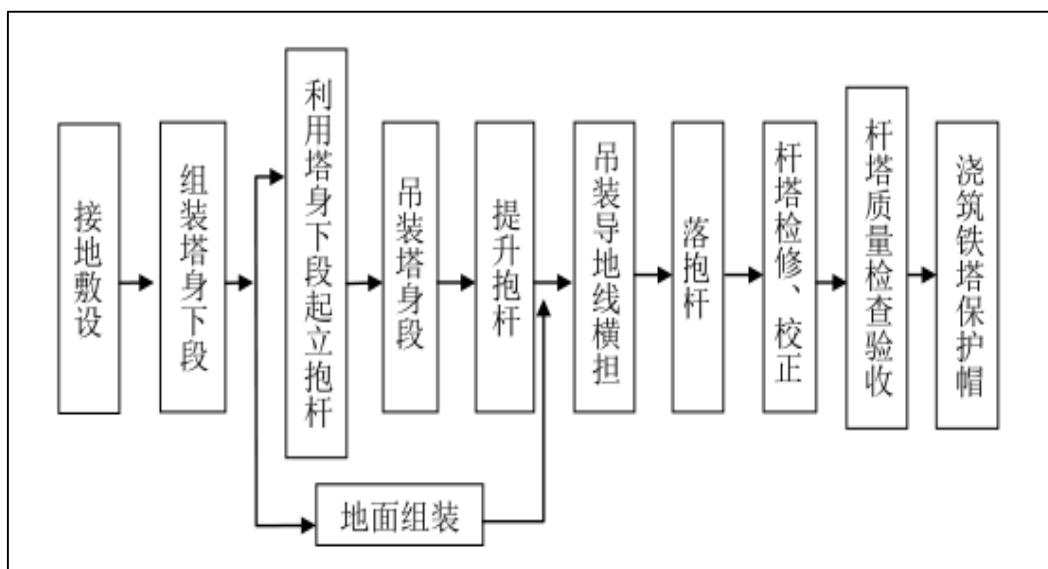 接地敷设
组装塔身下段
利用塔身下段起立抱杆
吊装塔身段
提升抱杆
吊装导地线横担
落抱杆
杆塔检修、校正
杆塔质量检查验收
浇筑铁塔保护帽
地面组装